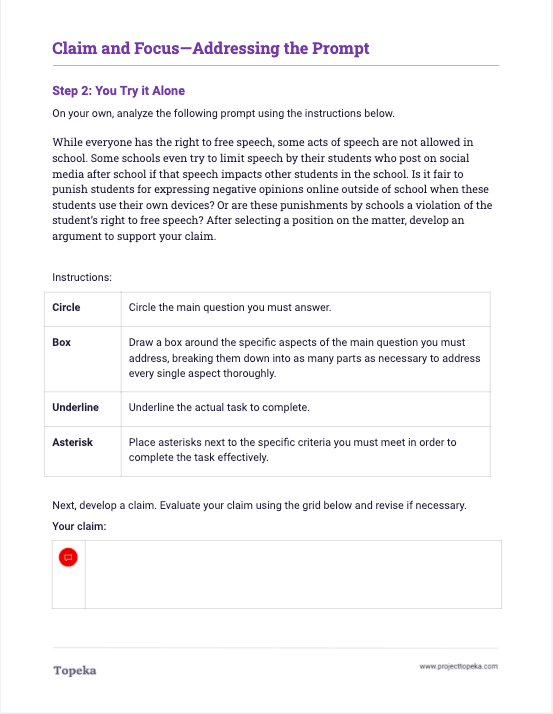 Claim and Focus—Addressing the Prompt
Step 2: You Try it Alone
On your own, analyze the following prompt using the instructions below.
While everyone has the right to free speech, some acts of speech are not allowed in
school. Some schools even try to limit speech by their students who post on social
media after school if that speech impacts other students in the school. Is it fair to
punish students for expressing negative opinions online outside of school when these
students use their own devices? Or are these punishments by schools a violation of the
student’s right to free speech? After selecting a position on the matter, develop an
argument to support your claim.
Instructions:
Circle
Circle the main question you must answer.
Box
Draw a box around the specific aspects of the main question you must
address, breaking them down into as many parts as necessary to address
every single aspect thoroughly.
Underline
Underline the actual task to complete.
Asterisk
Place asterisks next to the specific criteria you must meet in order to
complete the task effectively.
Next, develop a claim. Evaluate your claim using the grid below and revise if necessary.
Your claim:
Topeka
www.projecttopeka.com